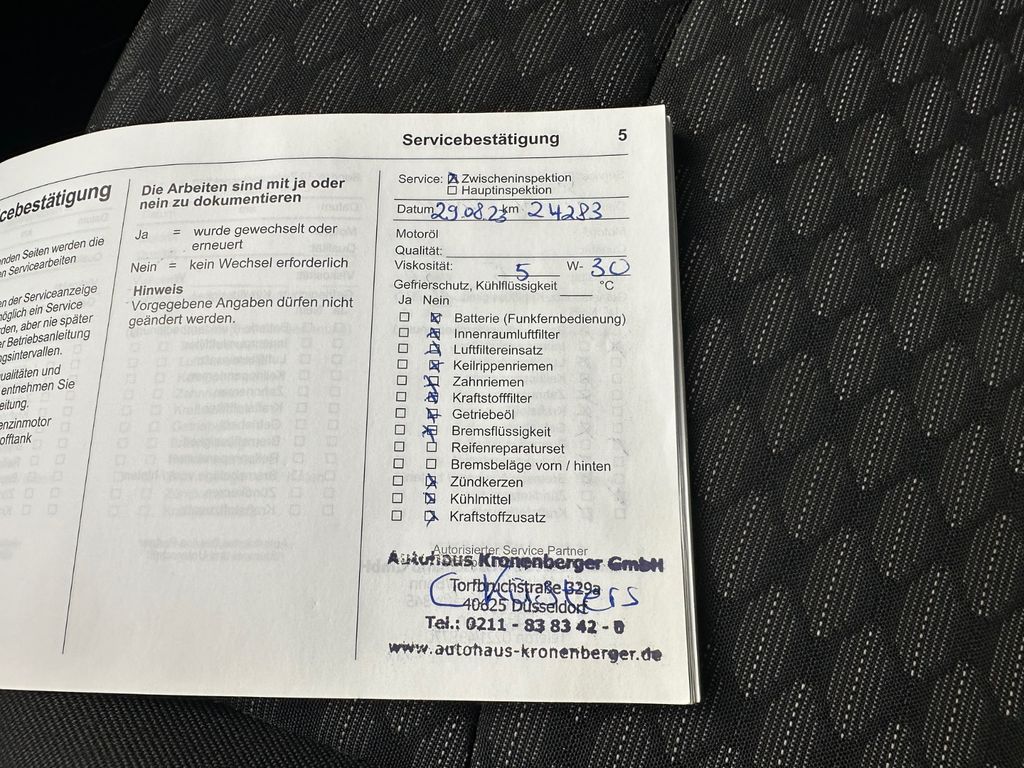 Servicebestätigung 5
cebestätigung
nden Seiten werden die
n Servicearbeiten
n der Serviceanzeige
möglich ein Service
rden, aber nie später
r Betriebsanleitung
ngsintervallen.
ualitäten und
entnehmen Sie
eitung.
enzinmotor
offtank
Die Arbeiten sind mit ja oder
nein zu dokumentieren
Ja = wurde gewechselt oder
erneuert
Nein = kein Wechsel erforderlich
Hinweis
Vorgegebene Angaben dürfen nicht
geändert werden.
Service: Zwischeninspektion
Hauptinspektion
Datum 29.08.23 km 24283
Motoröl
Qualität:
Viskosität: 5 W- 30
Gefrierschutz, Kühlflüssigkeit °C
Ja Nein
Batterie (Funkfernbedienung)
Innenraumluftfilter
Luftfiltereinsatz
Keilrippenriemen
Zahnriemen
Kraftstofffilter
Getriebeöl
Bremsflüssigkeit
Reifenreparaturset
Bremsbeläge vorn / hinten
Zündkerzen
Kühlmittel
Kraftstoffzusatz
Autorisierter Service Partner
Autohaus Kronenberger GmbH
Torfbruchstraße 329a
40625 Düsseldorf
Tel.: 0211 - 83 83 42 - 0
www.autohaus-kronenberger.de